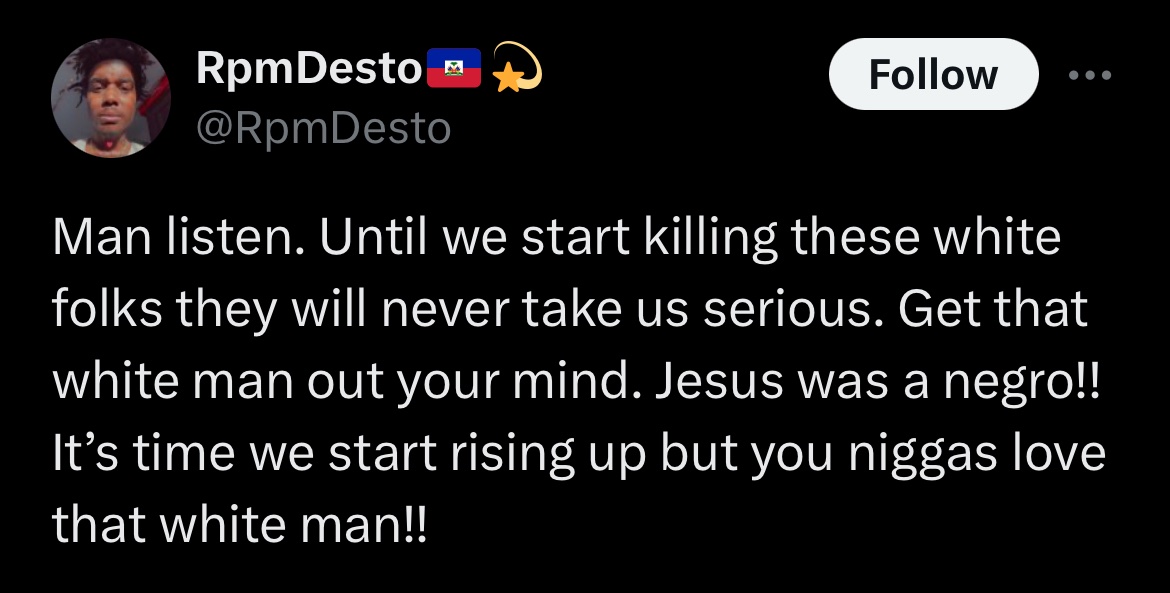 RpmDesto🇭🇹💫
Follow
@RpmDesto
Man listen. Until we start killing these white
folks they will never take us serious. Get that
white man out your mind. Jesus was a negro!!
It’s time we start rising up but you niggas love
that white man!!